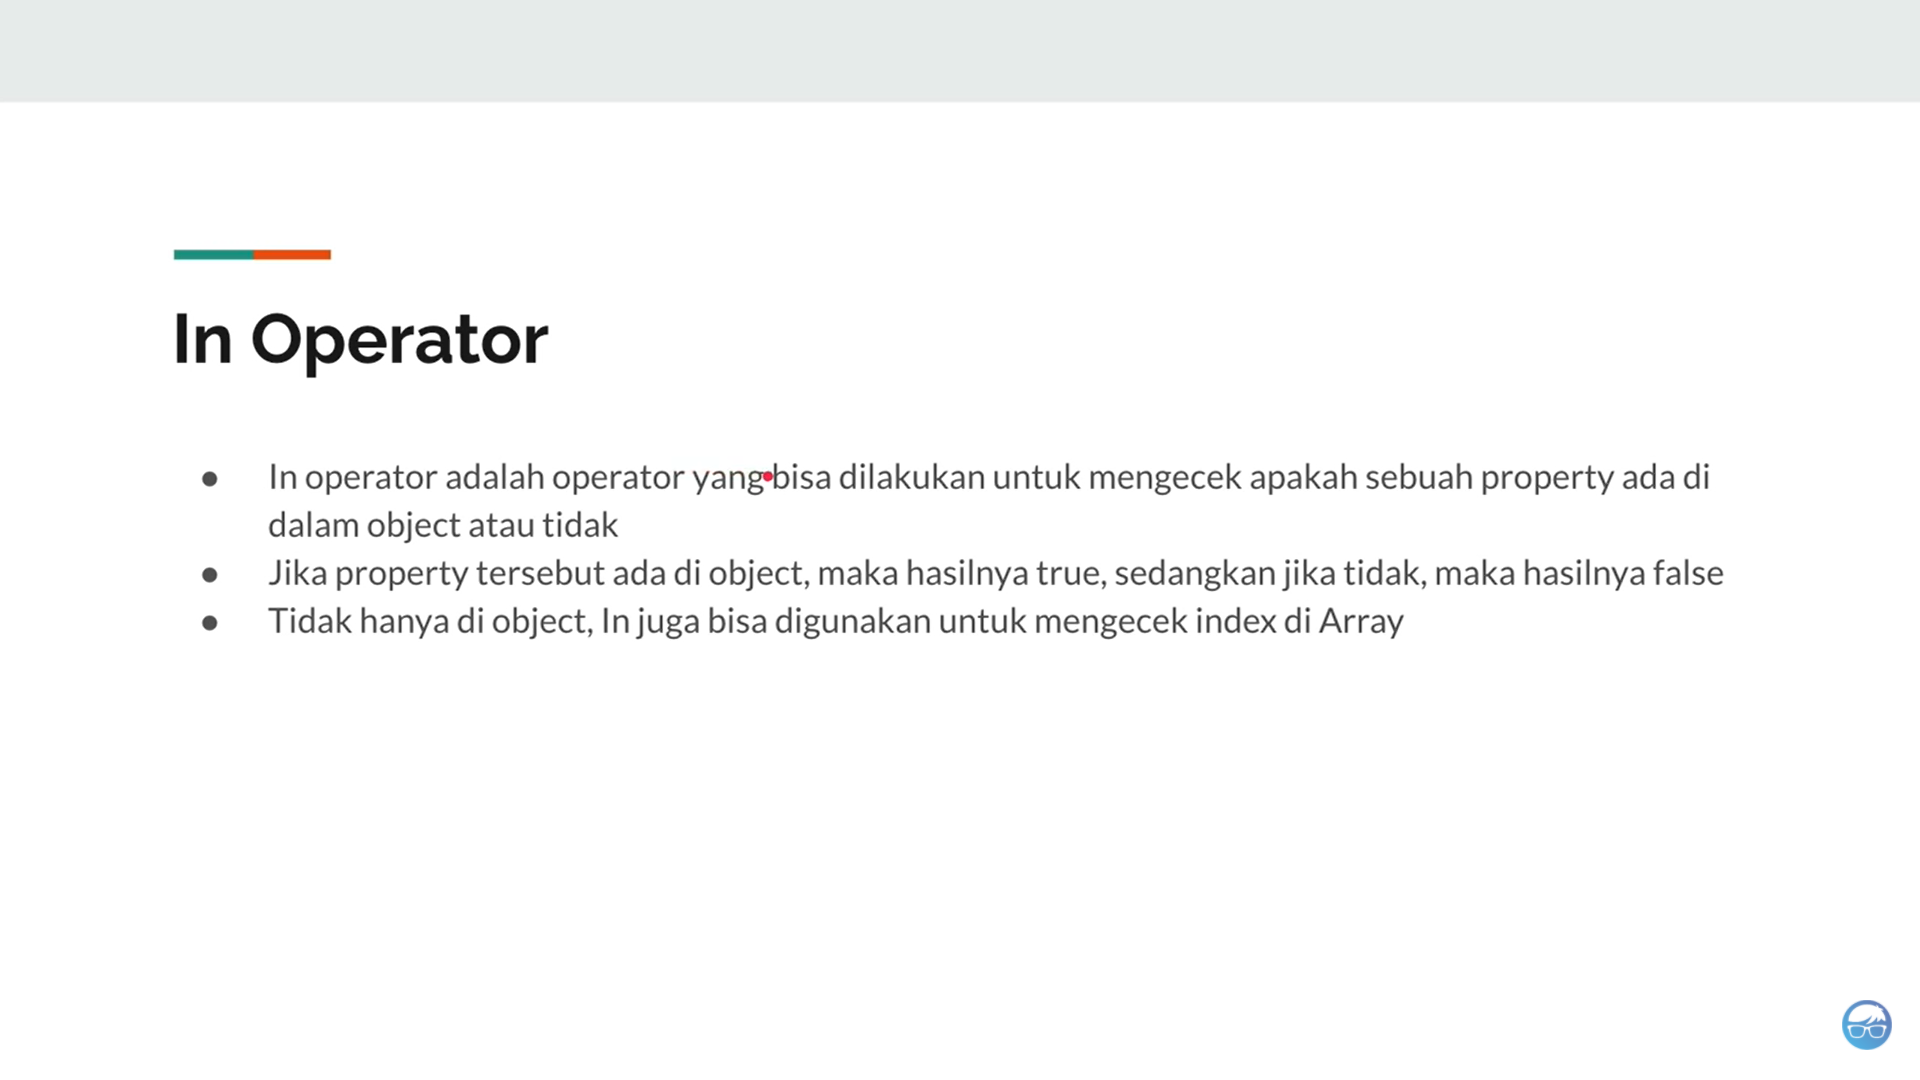 In Operator
● In operator adalah operator yang bisa dilakukan untuk mengecek apakah sebuah property ada di
dalam object atau tidak
● Jika property tersebut ada di object, maka hasilnya true, sedangkan jika tidak, maka hasilnya false
● Tidak hanya di object, In juga bisa digunakan untuk mengecek index di Array